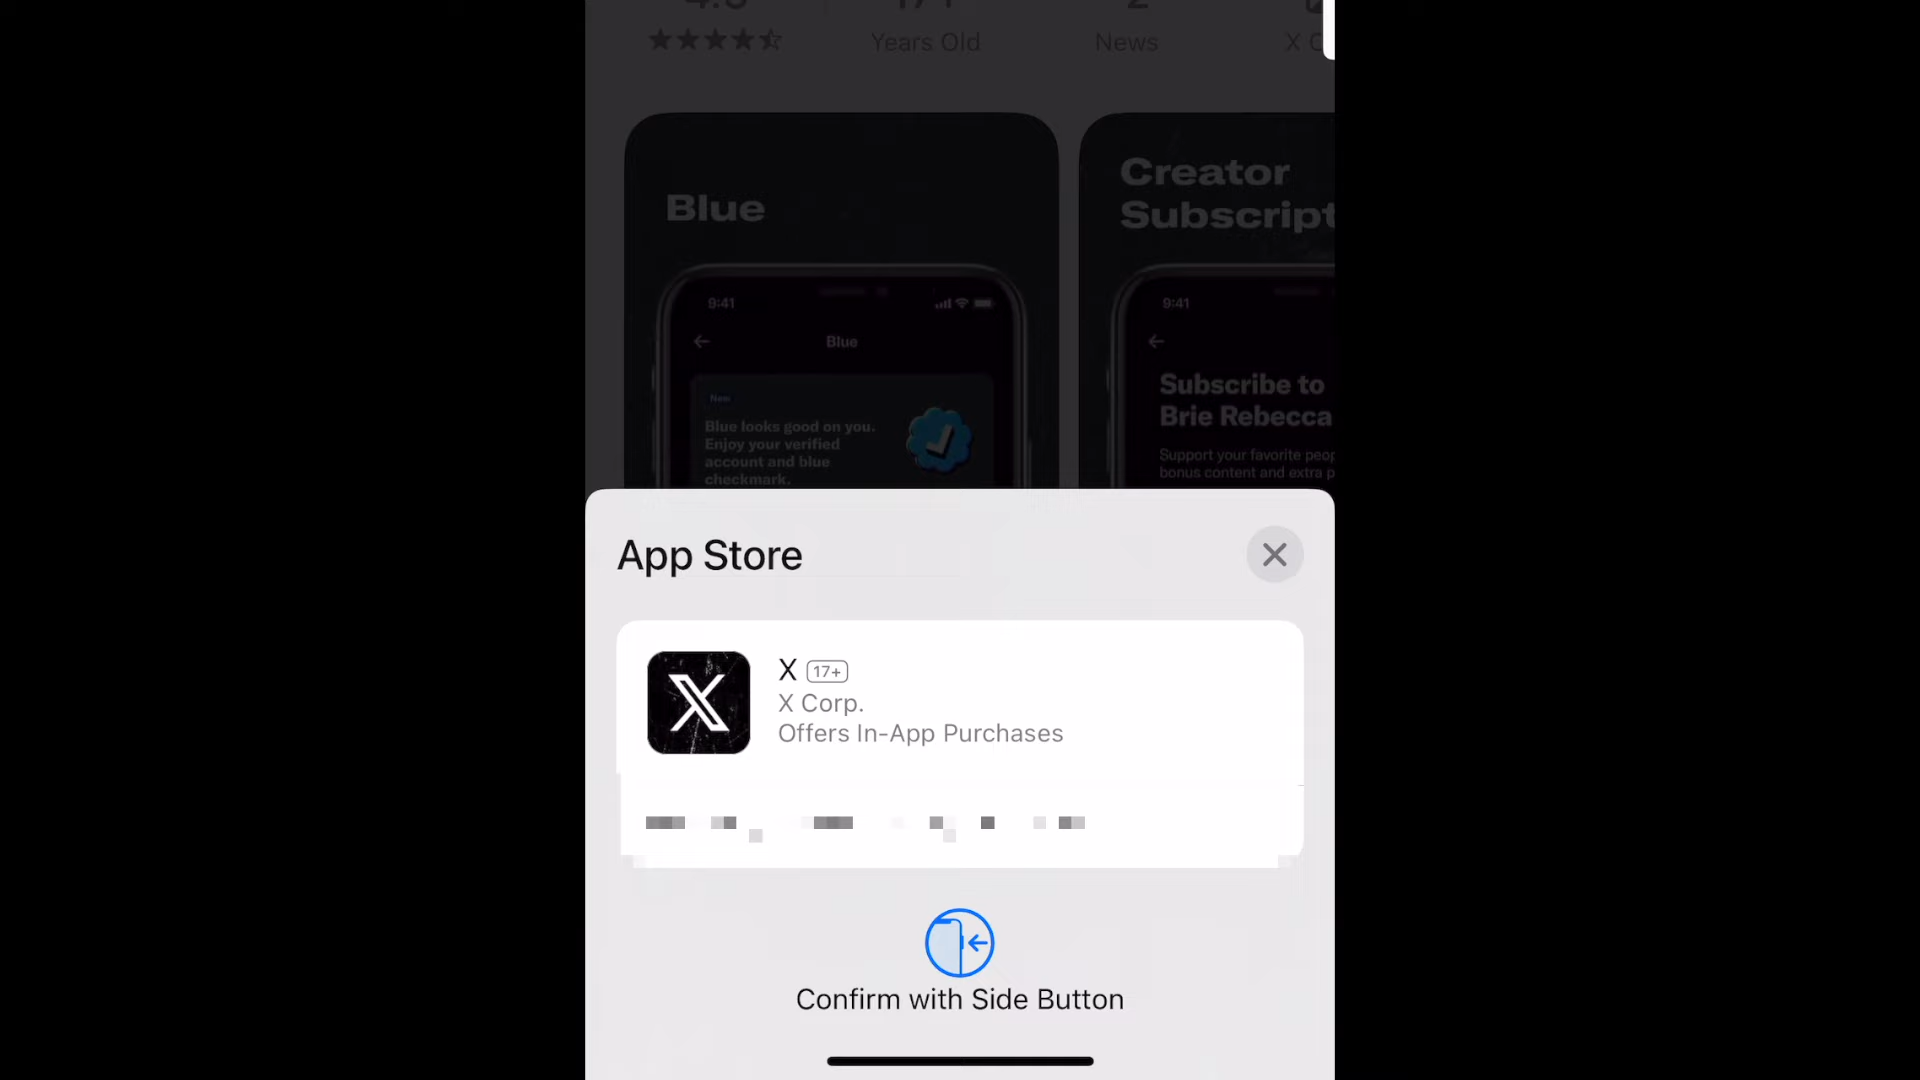 Years Old
News
Blue
Creator
9:41
9:41
Blue
New
Blue looks good on you.
Enjoy your verified
account and blue
checkmark.
Subscribe to
Brie Rebecca
Support your favorite
bonus content and extra
App Store
X 17+
X Corp.
Offers In-App Purchases
Confirm with Side Button